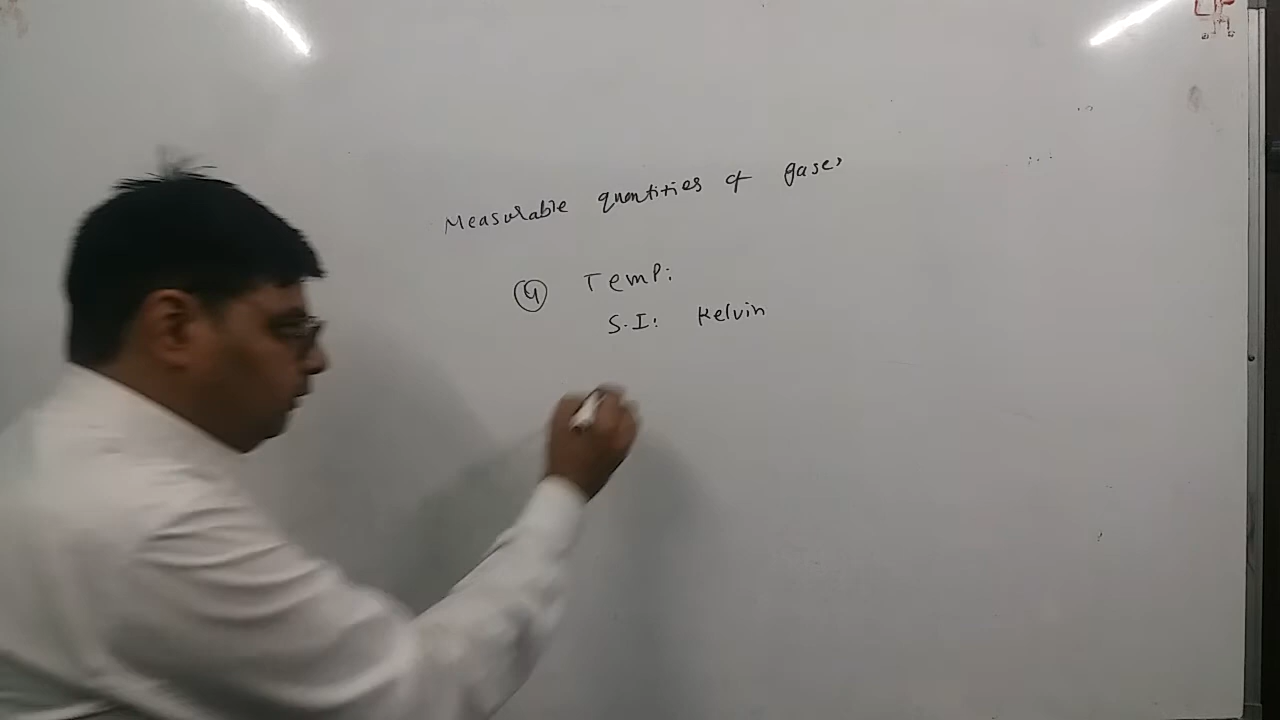 Measurable quantities of gases
④ Temp:
S.I: Kelvin